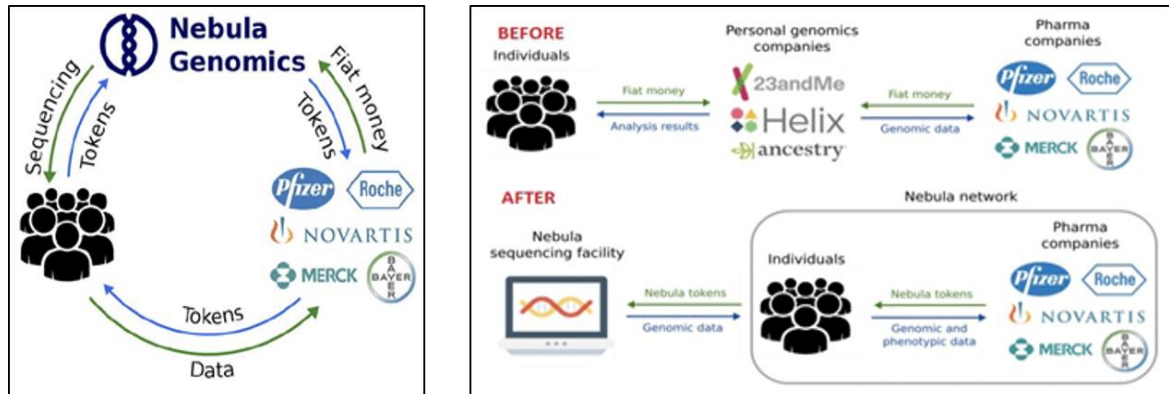 Nebula
Genomics
Sequencing
Tokens
Tokens
Fiat money
Pfizer
Roche
NOVARTIS
MERCK
BAYER
BAYER
Tokens
Data
BEFORE
Individuals
Personal genomics
companies
Pharma
companies
Fiat money
Analysis results
23andMe
Helix
ancestry
Fiat money
Genomic data
Pfizer
Roche
NOVARTIS
MERCK
BAYER
BAYER
AFTER
Nebula network
Nebula
sequencing facility
Individuals
Pharma
companies
Nebula tokens
Genomic data
Nebula tokens
Genomic and
phenotypic data
Pfizer
Roche
NOVARTIS
MERCK
BAYER
BAYER